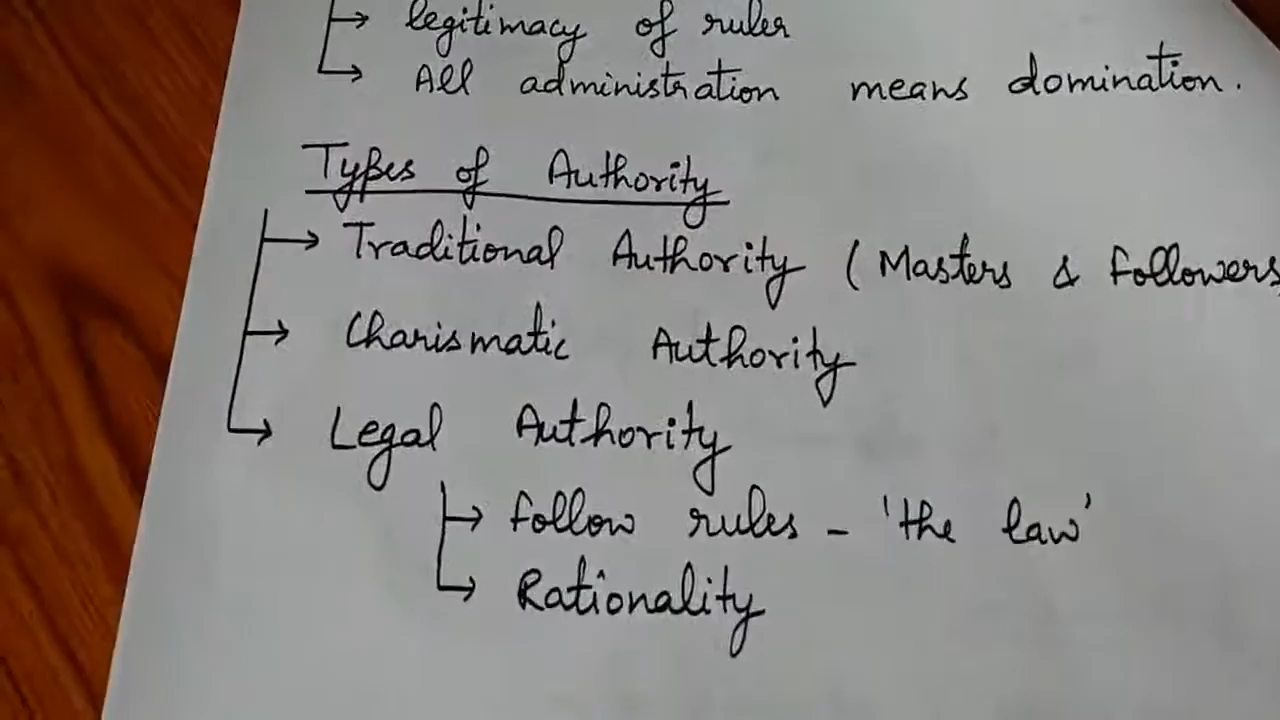 → legitimacy of ruler
→ All administration means domination.
Types of Authority
→ Traditional Authority (Masters & followers
→ Charismatic Authority
→ Legal Authority
→ follow rules - 'the law'
→ Rationality